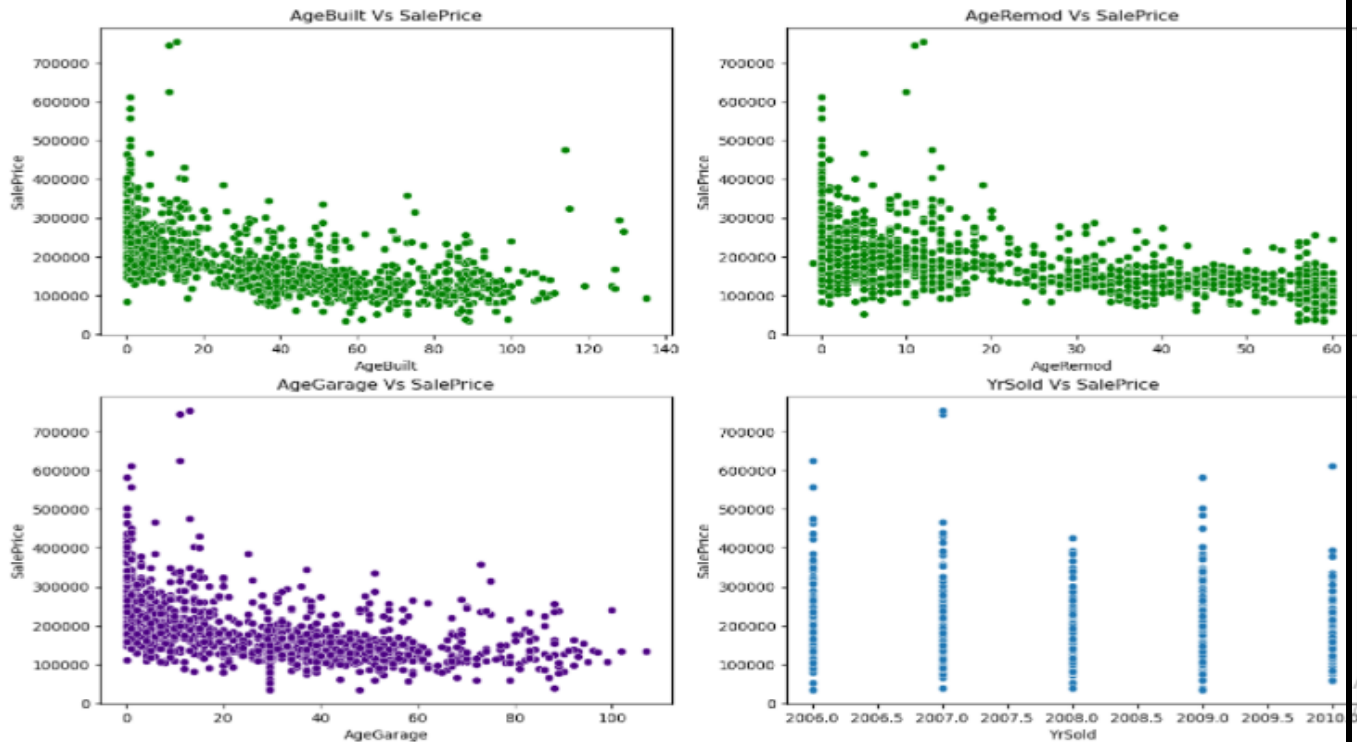 AgeBuilt Vs SalePrice
700000
600000
500000
400000
300000
200000
100000
0
SalePrice
0 20 40 60 80 100 120 140
AgeBuilt
AgeRemod Vs SalePrice
700000
600000
500000
400000
300000
200000
100000
0
SalePrice
0 10 20 30 40 50 60
AgeRemod
AgeGarage Vs SalePrice
700000
600000
500000
400000
300000
200000
100000
0
SalePrice
0 20 40 60 80 100
AgeGarage
YrSold Vs SalePrice
700000
600000
500000
400000
300000
200000
100000
0
SalePrice
2006.0 2006.5 2007.0 2007.5 2008.0 2008.5 2009.0 2009.5 2010.0
YrSold